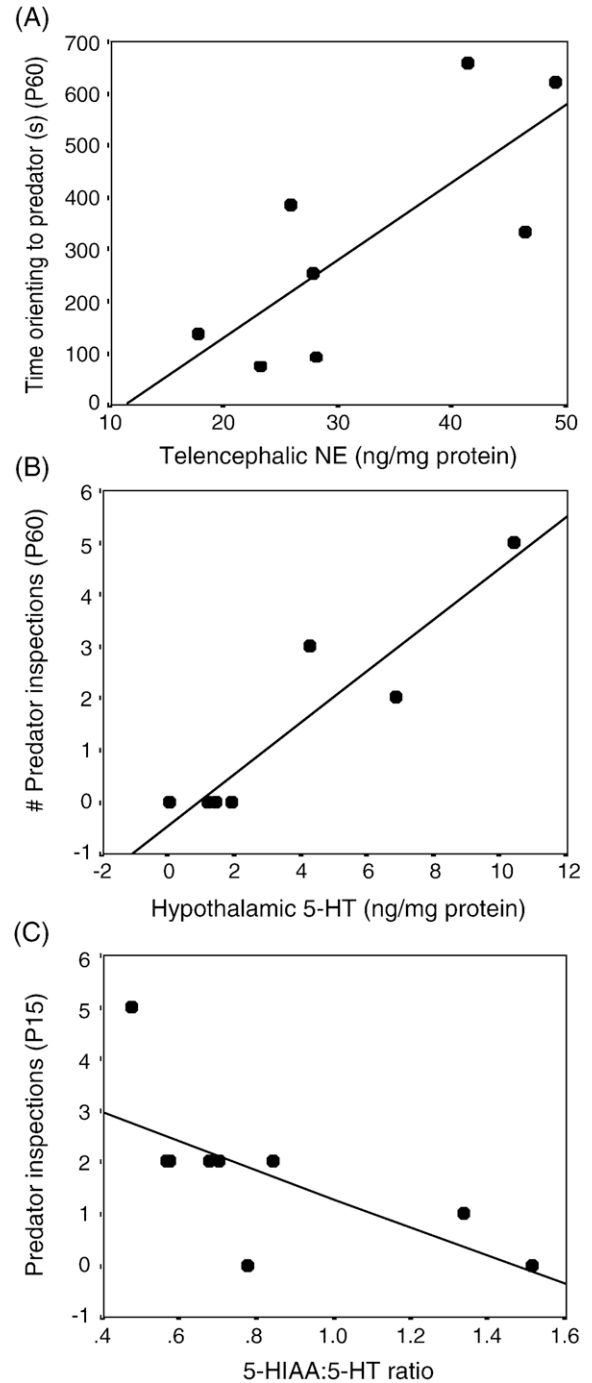 (A)
Time orienting to predator (s) (P60)
700
600
500
400
300
200
100
0
10 20 30 40 50
Telencephalic NE (ng/mg protein)
(B)
# Predator inspections (P60)
6
5
4
3
2
1
0
-1
-2 0 2 4 6 8 10 12
Hypothalamic 5-HT (ng/mg protein)
(C)
Predator inspections (P15)
6
5
4
3
2
1
0
-1
.4 .6 .8 1.0 1.2 1.4 1.6
5-HIAA:5-HT ratio